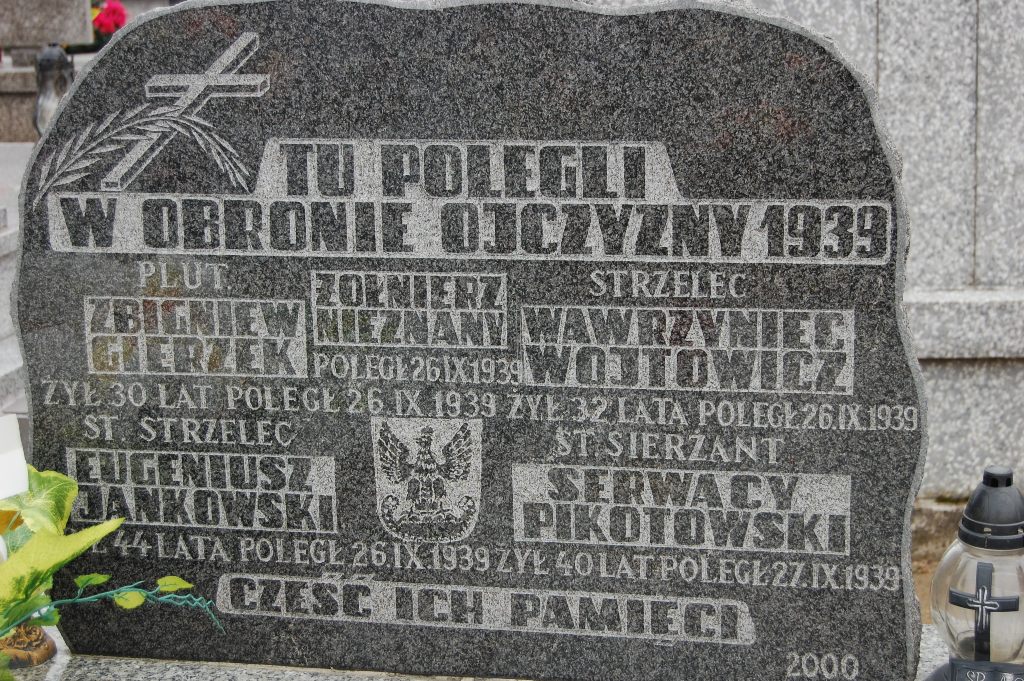 TU POLEGLI
W OBRONIE OJCZYZNY 1939
PLUT.
ZBIGNIEW
GIERZEK
ŻYŁ 30 LAT POLEGŁ 26 IX 1939
ŻOŁNIERZ
NIEZNANY
POLEGŁ 26 IX 1939
STRZELEC
WAWRZYNIEC
WOJTOWICZ
ŻYŁ 32 LATA POLEGŁ 26.IX.1939
ST. STRZELEC
EUGENIUSZ
JANKOWSKI
44 LATA POLEGŁ 26 IX 1939
ST. SIERŻANT
SERWACY
PIKOTOWSKI
ŻYŁ 40 LAT POLEGŁ 27.IX.1939
CZEŚĆ ICH PAMIĘCI
2000